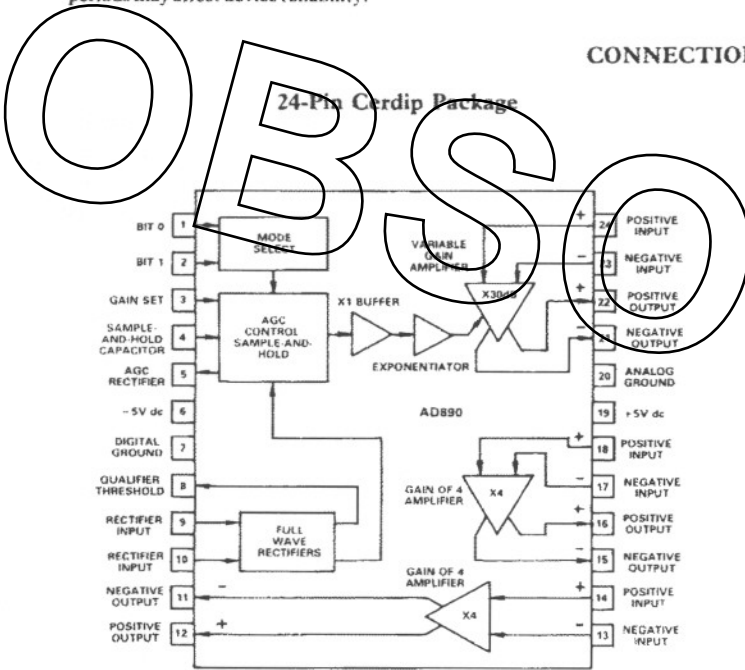 CONNECTION
24-Pin Cerdip Package
OBSO
BIT 0 1
BIT 1 2
GAIN SET 3
SAMPLE-
AND-HOLD
CAPACITOR 4
AGC
RECTIFIER 5
-5V dc 6
DIGITAL
GROUND 7
QUALIFIER
THRESHOLD 8
RECTIFIER
INPUT 9
RECTIFIER
INPUT 10
NEGATIVE
OUTPUT 11 -
POSITIVE
OUTPUT 12 +
MODE
SELECT
AGC
CONTROL
SAMPLE-AND-
HOLD
X1 BUFFER
EXPONENTIATOR
VARIABLE
GAIN
AMPLIFIER
X30dB
AD890
FULL
WAVE
RECTIFIERS
GAIN OF 4
AMPLIFIER
X4
GAIN OF 4
AMPLIFIER
X4
+ 24 POSITIVE
INPUT
- 23 NEGATIVE
INPUT
+ 22 POSITIVE
OUTPUT
- NEGATIVE
OUTPUT
20 ANALOG
GROUND
19 +5V dc
+ 18 POSITIVE
INPUT
- 17 NEGATIVE
INPUT
+ 16 POSITIVE
OUTPUT
- 15 NEGATIVE
OUTPUT
+ 14 POSITIVE
INPUT
- 13 NEGATIVE
INPUT